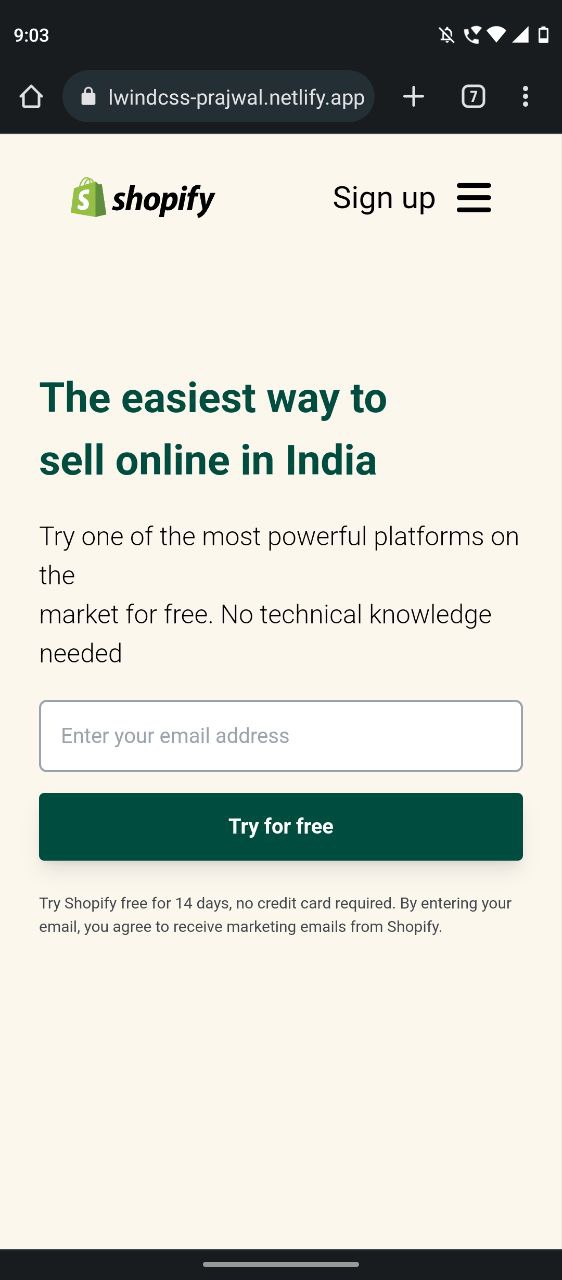 9:03
lwindcss-prajwal.netlify.app
7
shopify
Sign up
The easiest way to
sell online in India
Try one of the most powerful platforms on
the
market for free. No technical knowledge
needed
Enter your email address
Try for free
Try Shopify free for 14 days, no credit card required. By entering your
email, you agree to receive marketing emails from Shopify.